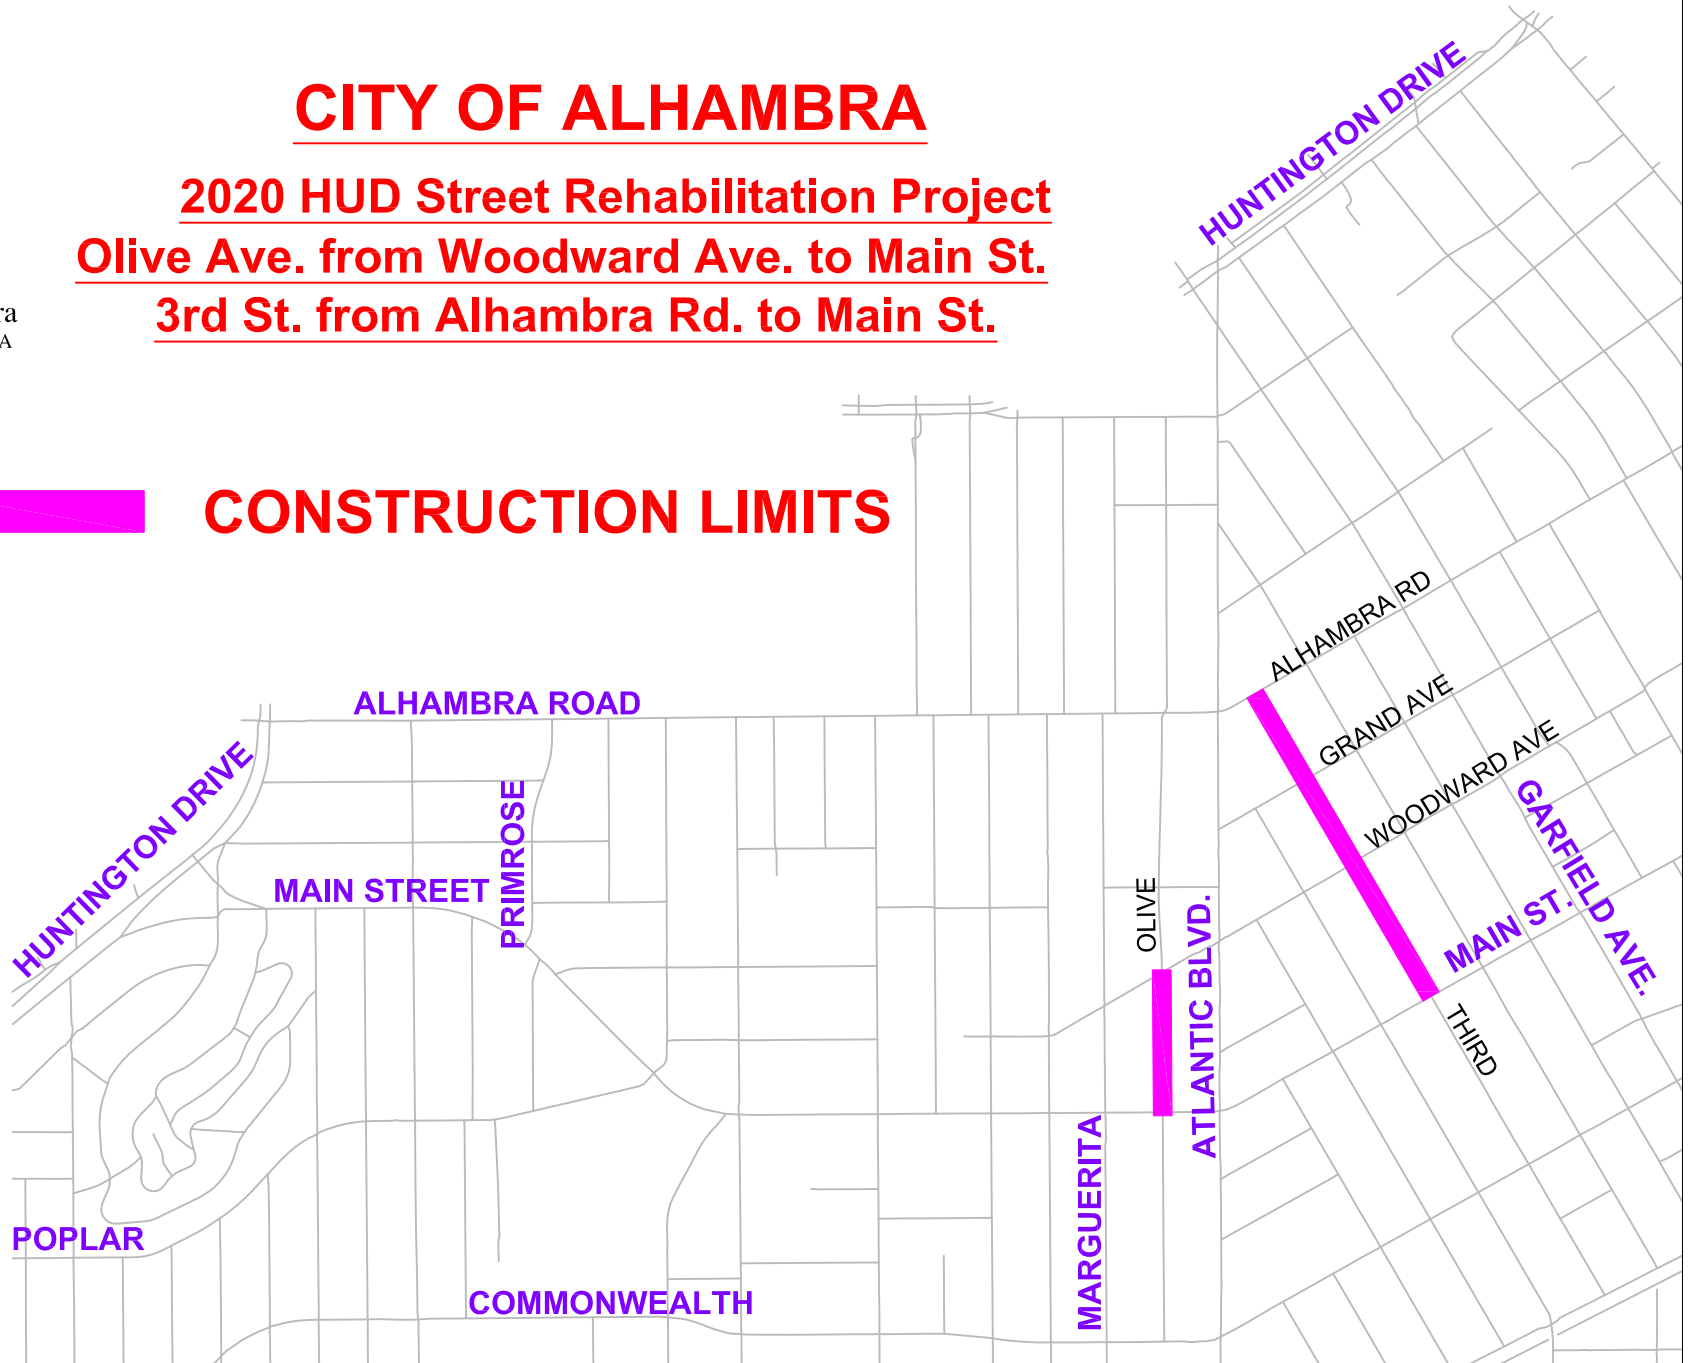 CITY OF ALHAMBRA
2020 HUD Street Rehabilitation Project
Olive Ave. from Woodward Ave. to Main St.
3rd St. from Alhambra Rd. to Main St.
CONSTRUCTION LIMITS
HUNTINGTON DRIVE
ALHAMBRA RD
GRAND AVE
WOODWARD AVE
GARFIELD AVE.
MAIN ST.
THIRD
ALHAMBRA ROAD
HUNTINGTON DRIVE
PRIMROSE
MAIN STREET
OLIVE
ATLANTIC BLVD.
MARGUERITA
POPLAR
COMMONWEALTH